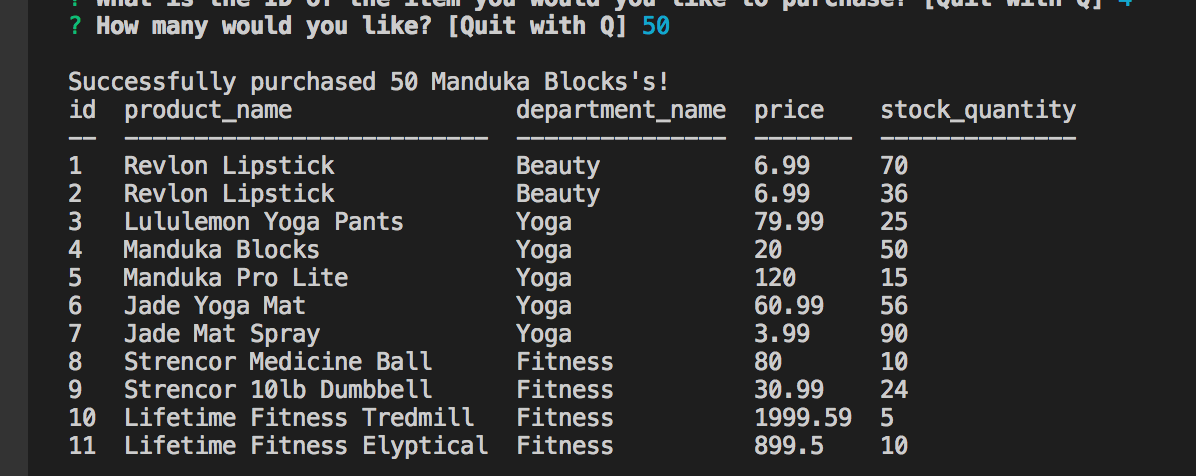 ? What is the ID of the item you would you like to purchase? [Quit with Q] 4
? How many would you like? [Quit with Q] 50
Successfully purchased 50 Manduka Blocks's!
id product_name department_name price stock_quantity
-- -------------------------- --------------- ------- --------------
1 Revlon Lipstick Beauty 6.99 70
2 Revlon Lipstick Beauty 6.99 36
3 Lululemon Yoga Pants Yoga 79.99 25
4 Manduka Blocks Yoga 20 50
5 Manduka Pro Lite Yoga 120 15
6 Jade Yoga Mat Yoga 60.99 56
7 Jade Mat Spray Yoga 3.99 90
8 Strencor Medicine Ball Fitness 80 10
9 Strencor 10lb Dumbbell Fitness 30.99 24
10 Lifetime Fitness Tredmill Fitness 1999.59 5
11 Lifetime Fitness Elyptical Fitness 899.5 10